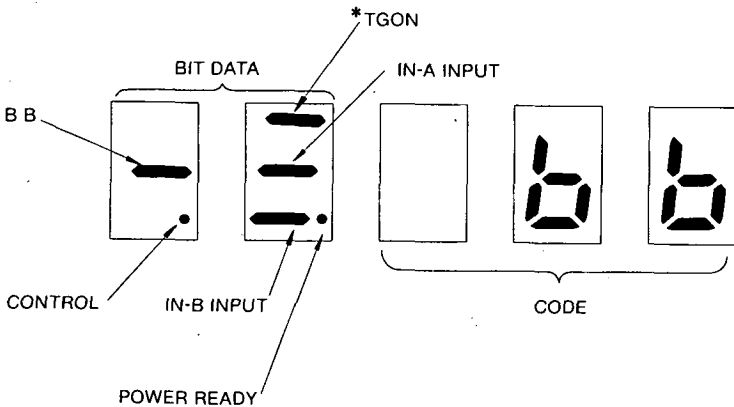 *TGON
BIT DATA
IN-A INPUT
B B
b b
CONTROL
IN-B INPUT
CODE
POWER READY